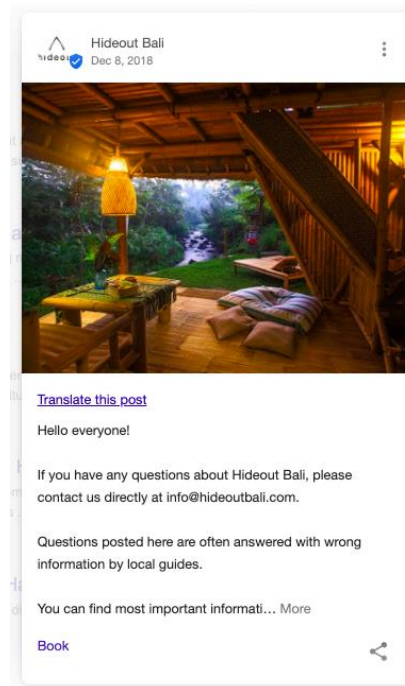 Hideout Bali
hideout
Dec 8, 2018
Translate this post
Hello everyone!
If you have any questions about Hideout Bali, please
contact us directly at info@hideoutbali.com.
Questions posted here are often answered with wrong
information by local guides.
You can find most important informati… More
Book